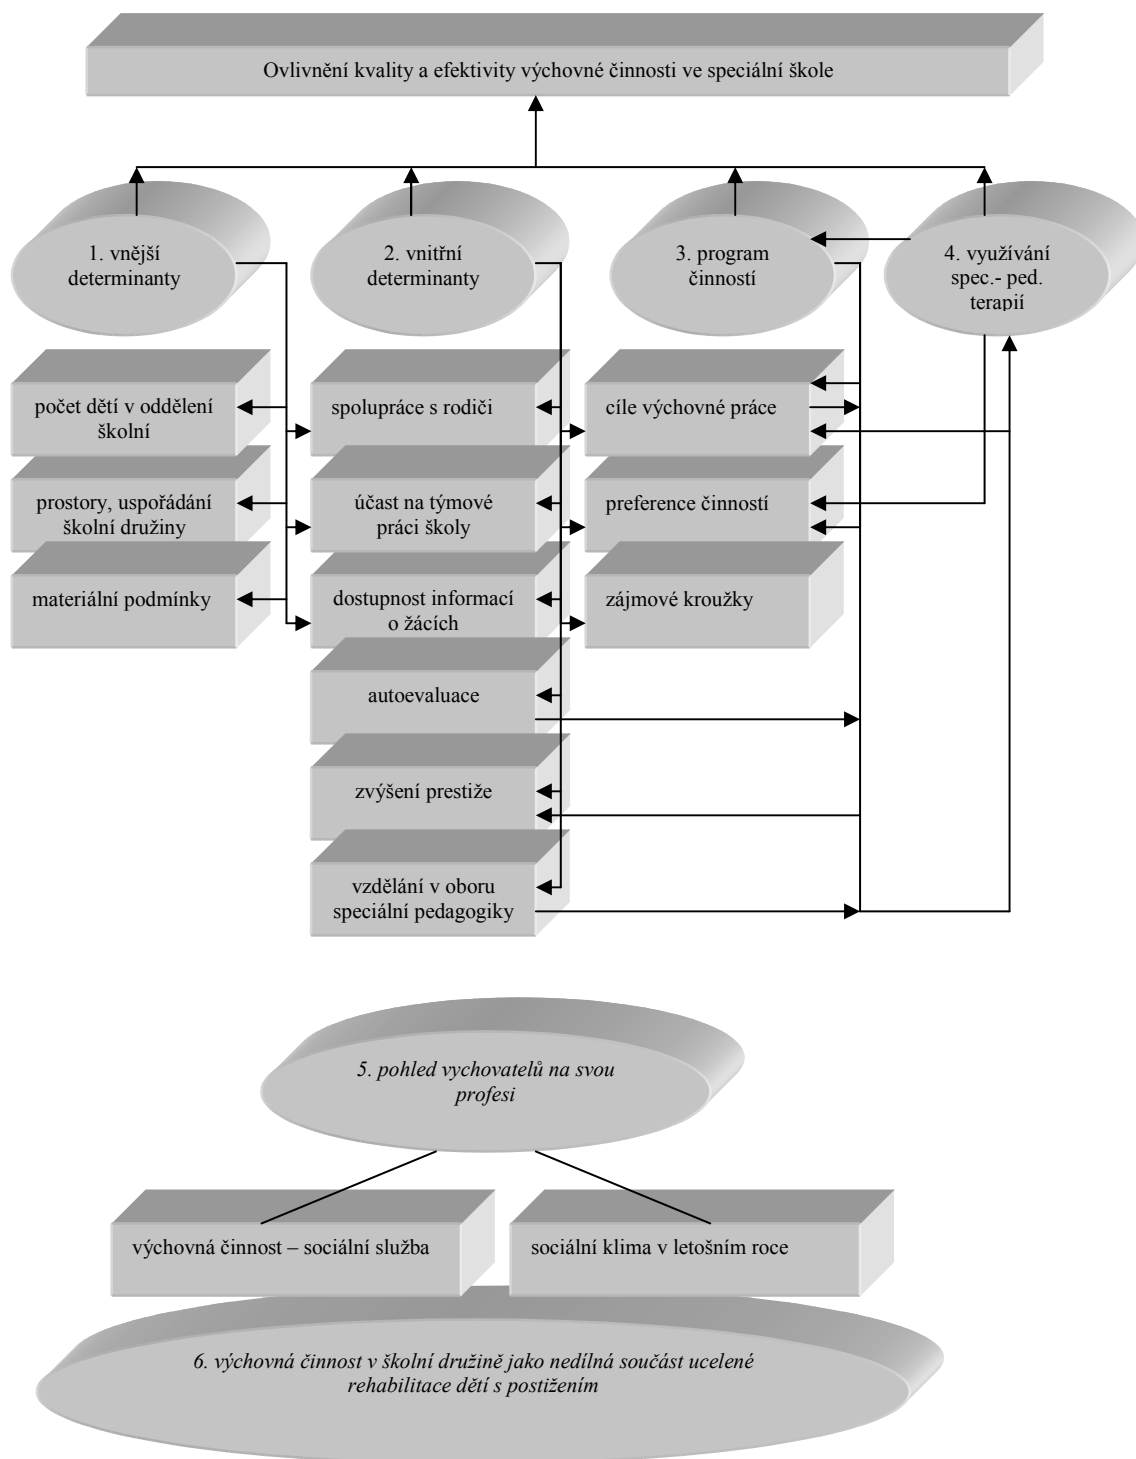 Ovlivnění kvality a efektivity výchovné činnosti ve speciální škole
1. vnější
determinanty
2. vnitřní
determinanty
3. program
činností
4. využívání
spec.- ped.
terapií
počet dětí v oddělení
školní
spolupráce s rodiči
cíle výchovné práce
prostory, uspořádání
školní družiny
účast na týmové
práci školy
preference činností
materiální podmínky
dostupnost informací
o žácích
zájmové kroužky
autoevaluace
zvýšení prestiže
vzdělání v oboru
speciální pedagogiky
5. pohled vychovatelů na svou
profesi
výchovná činnost – sociální služba
sociální klima v letošním roce
6. výchovná činnost v školní družině jako nedílná součást ucelené
rehabilitace dětí s postižením